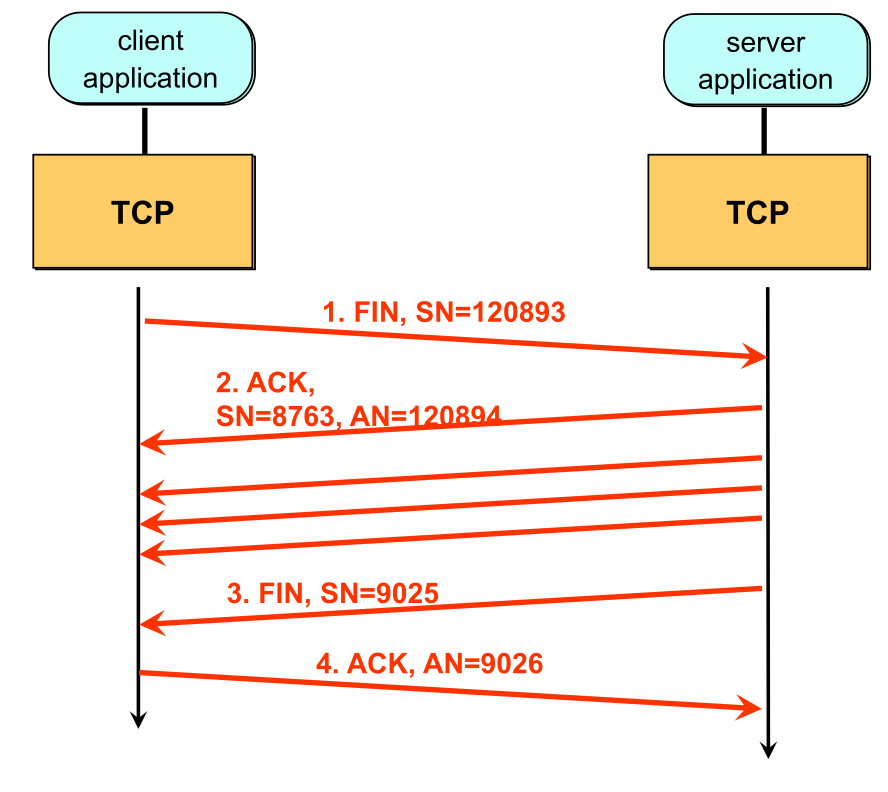 client
application
server
application
TCP
TCP
1. FIN, SN=120893
2. ACK,
SN=8763, AN=120894
3. FIN, SN=9025
4. ACK, AN=9026